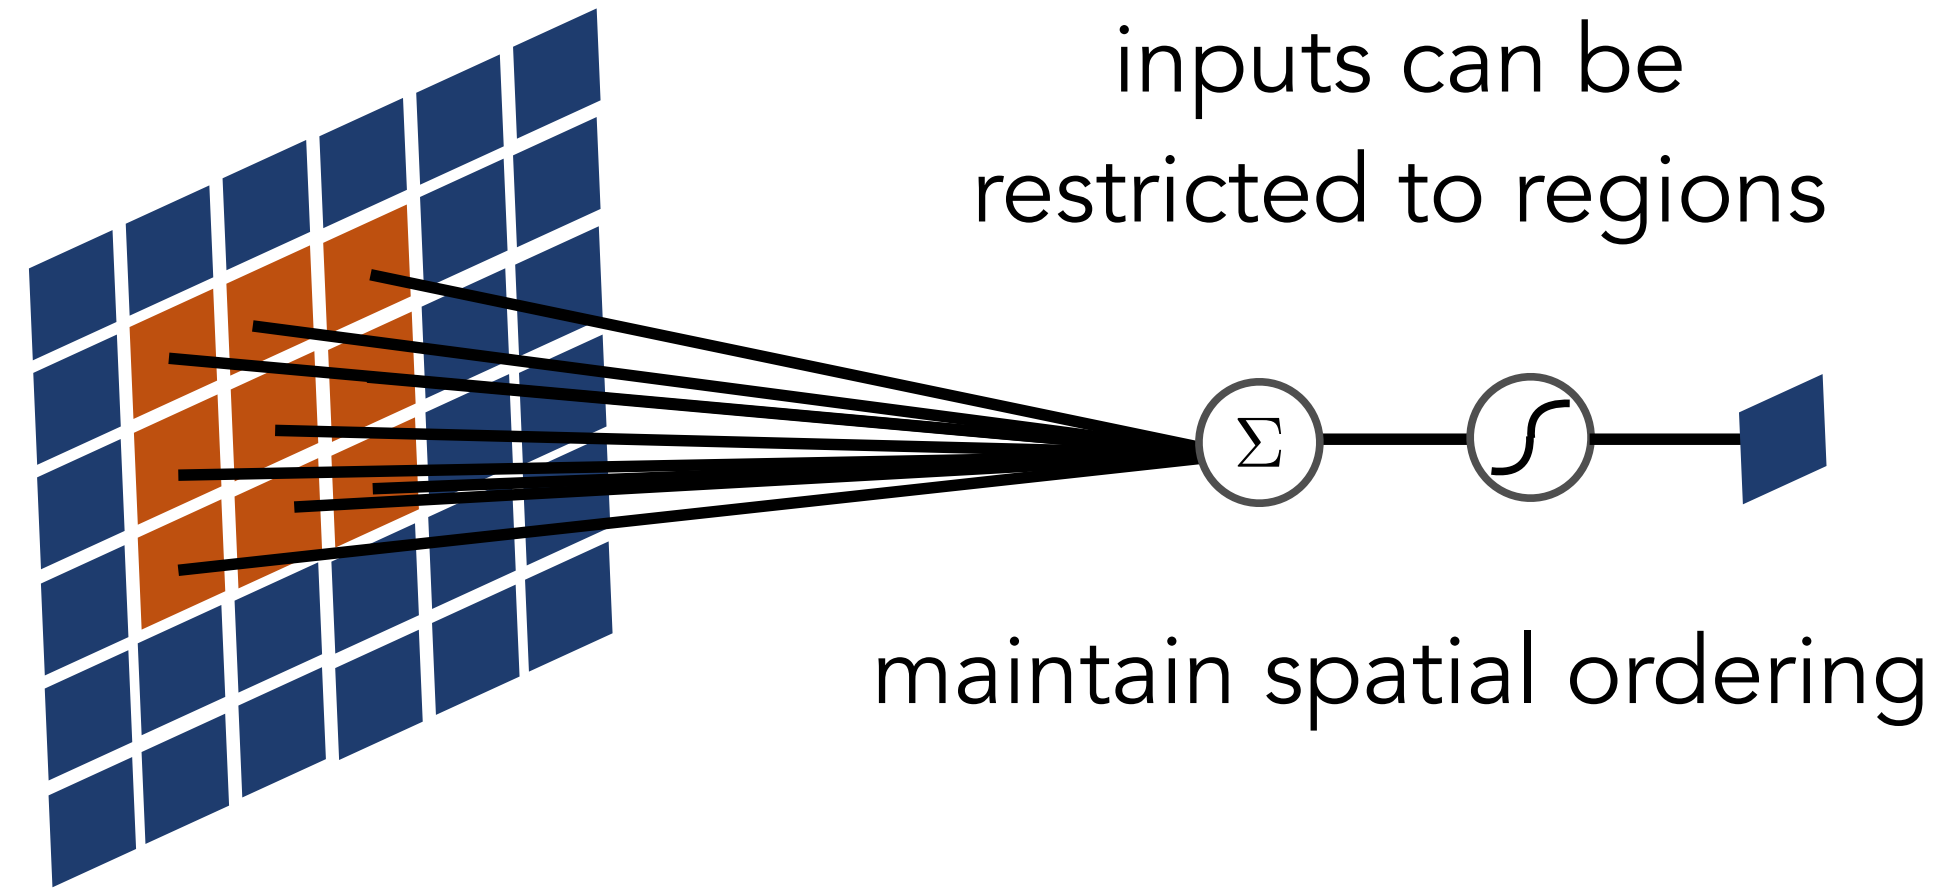 inputs can be
restricted to regions
Σ
maintain spatial ordering